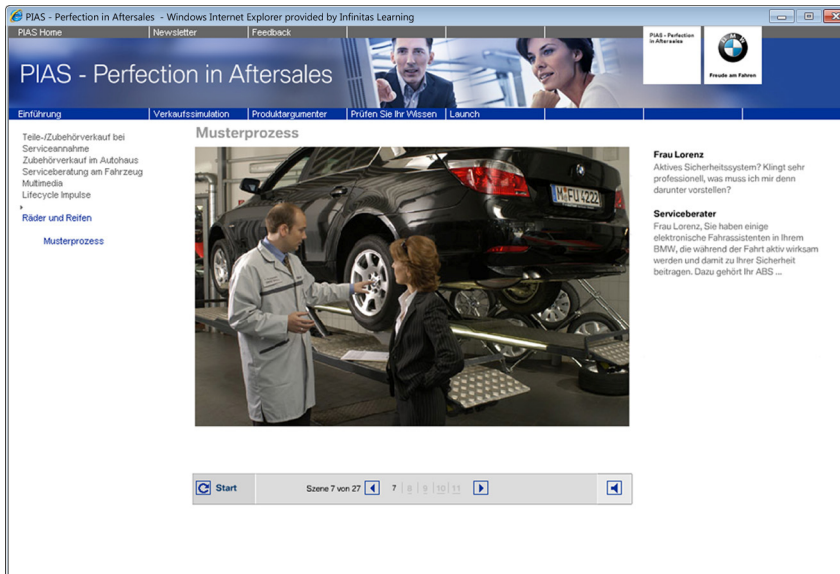 PIAS - Perfection in Aftersales - Windows Internet Explorer provided by Infinitas Learning
PIAS Home
Newsletter
Feedback
PIAS - Perfection
in Aftersales
BMW
Freude am Fahren
PIAS - Perfection in Aftersales
Einführung
Verkaufssimulation
Produktargumenter
Prüfen Sie Ihr Wissen
Launch
Teile-/Zubehörverkauf bei
Serviceannahme
Zubehörverkauf im Autohaus
Serviceberatung am Fahrzeug
Multimedia
Lifecycle Impulse
Räder und Reifen
Musterprozess
Musterprozess
M FU 4222
Frau Lorenz
Aktives Sicherheitssystem? Klingt sehr
professionell, was muss ich mir denn
darunter vorstellen?
Serviceberater
Frau Lorenz, Sie haben einige
elektronische Fahrassistenten in Ihrem
BMW, die während der Fahrt aktiv wirksam
werden und damit zu Ihrer Sicherheit
beitragen. Dazu gehört Ihr ABS ...
Start
Szene 7 von 27
7 | 8 | 9 | 10 | 11